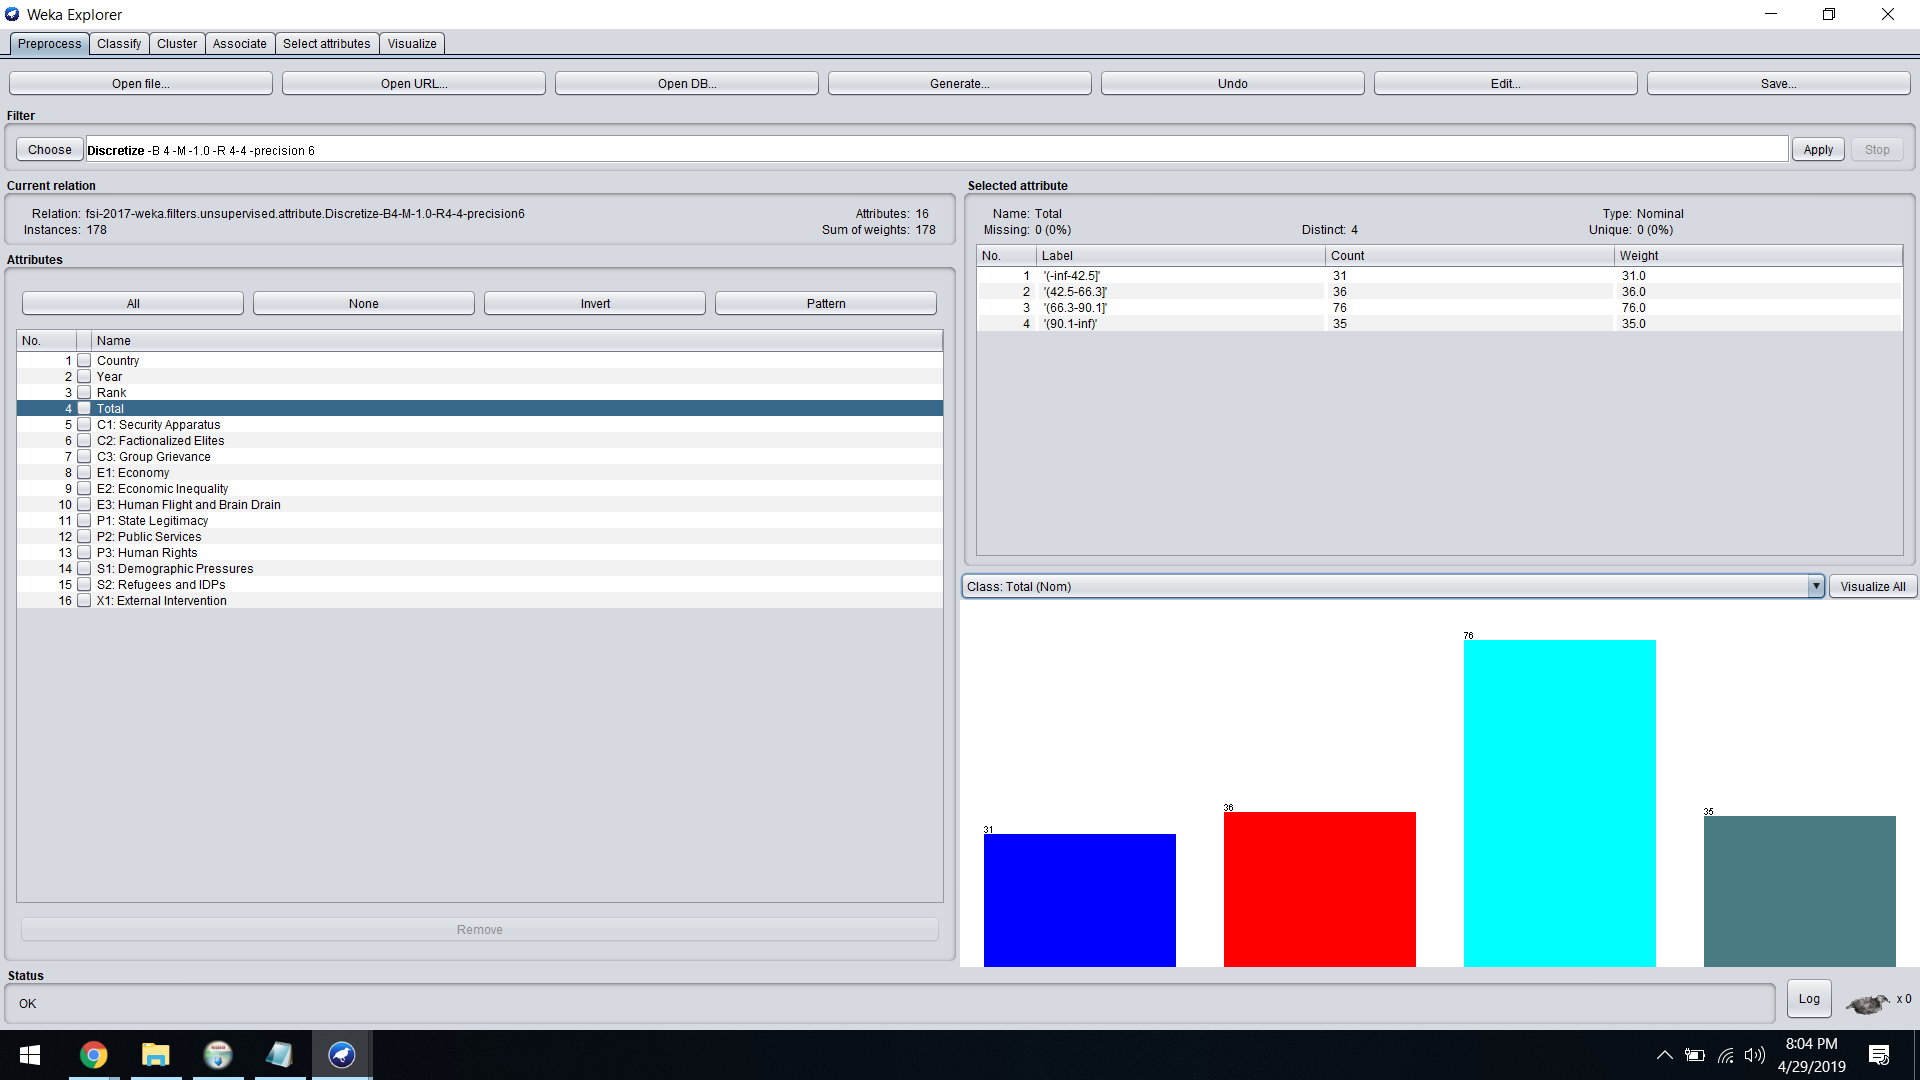 Weka Explorer
Preprocess Classify Cluster Associate Select attributes Visualize
Open file... Open URL... Open DB... Generate... Undo Edit... Save...
Filter
Choose Discretize -B 4 -M -1.0 -R 4-4 -precision 6 Apply Stop
Current relation
Relation: fsi-2017-weka.filters.unsupervised.attribute.Discretize-B4-M-1.0-R4-4-precision6 Attributes: 16
Instances: 178 Sum of weights: 178
Attributes
All None Invert Pattern
No. Name
1 Country
2 Year
3 Rank
4 Total
5 C1: Security Apparatus
6 C2: Factionalized Elites
7 C3: Group Grievance
8 E1: Economy
9 E2: Economic Inequality
10 E3: Human Flight and Brain Drain
11 P1: State Legitimacy
12 P2: Public Services
13 P3: Human Rights
14 S1: Demographic Pressures
15 S2: Refugees and IDPs
16 X1: External Intervention
Remove
Selected attribute
Name: Total Type: Nominal
Missing: 0 (0%) Distinct: 4 Unique: 0 (0%)
No. Label Count Weight
1 '(-inf-42.5]' 31 31.0
2 '(42.5-66.3]' 36 36.0
3 '(66.3-90.1]' 76 76.0
4 '(90.1-inf)' 35 35.0
Class: Total (Nom) Visualize All
31 36 76 35
Status
OK Log x 0
8:04 PM
4/29/2019